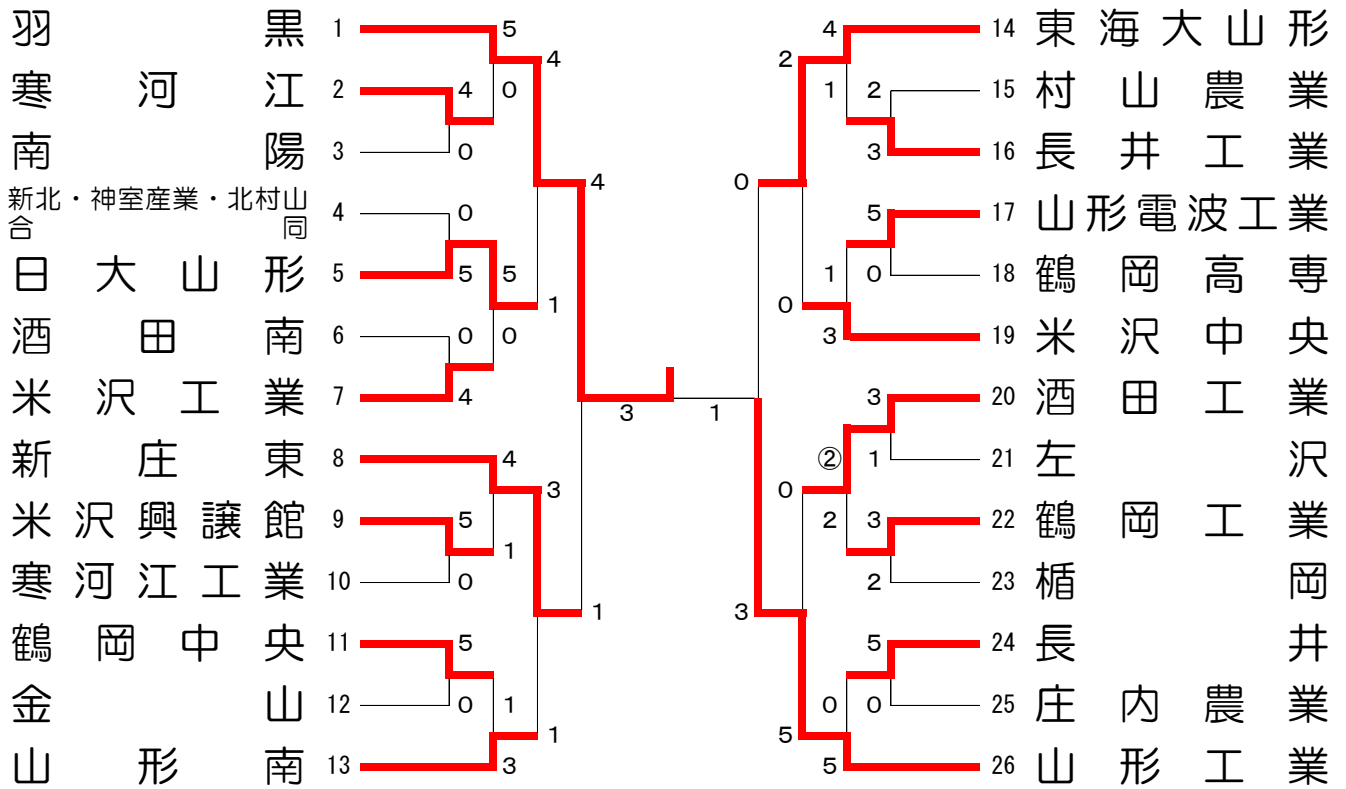 羽黒 1 5 4 14 東海大山形
4 2
寒河江 2 4 0 1 2 15 村山農業
南陽 3 0 3 16 長井工業
4 0
新北・神室産業・北村山
合同 4 0 5 17 山形電波工業
日大山形 5 5 5 1 0 18 鶴岡高専
1 0
酒田南 6 0 0 3 19 米沢中央
米沢工業 7 4 3 20 酒田工業
3 1
新庄東 8 4 ② 1 21 左沢
3 0
米沢興譲館 9 5 2 3 22 鶴岡工業
1
寒河江工業 10 0 2 23 楯岡
1 3
鶴岡中央 11 5 5 24 長井
金山 12 0 1 0 0 25 庄内農業
1 5
山形南 13 3 5 26 山形工業